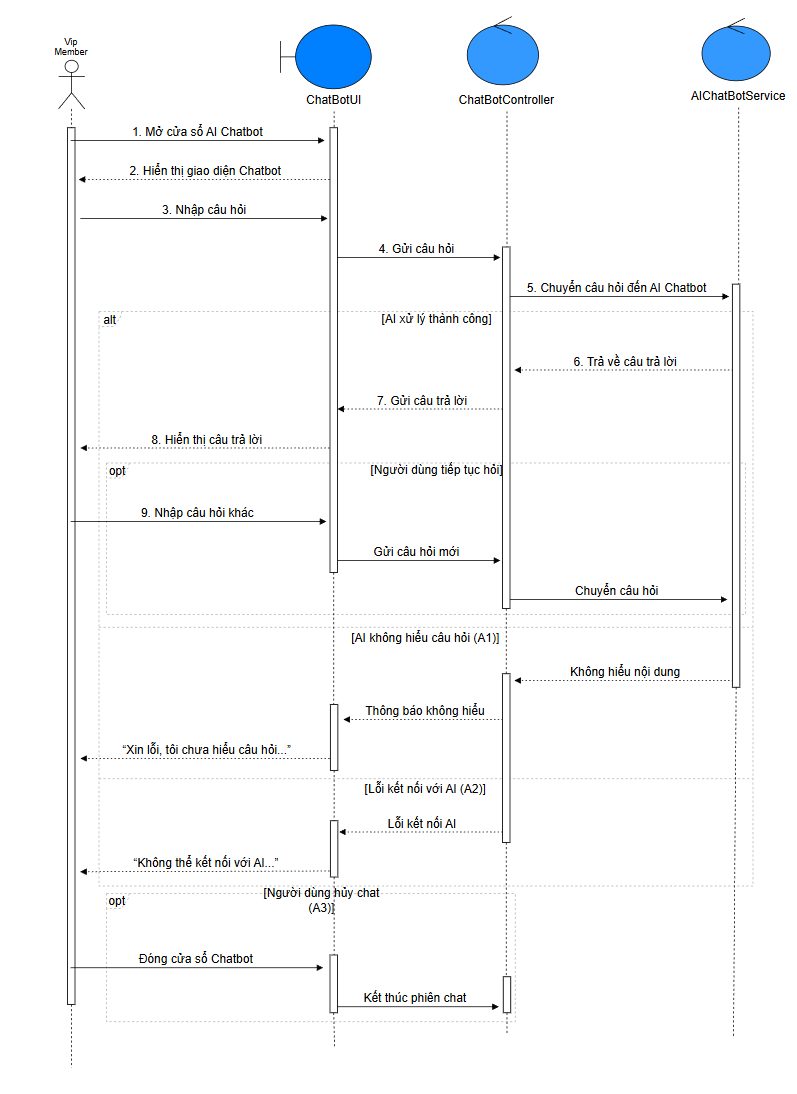 Vip
Member
ChatBotUI
ChatBotController
AIChatBotService
1. Mở cửa sổ AI Chatbot
2. Hiển thị giao diện Chatbot
3. Nhập câu hỏi
4. Gửi câu hỏi
5. Chuyển câu hỏi đến AI Chatbot
alt
[AI xử lý thành công]
6. Trả về câu trả lời
7. Gửi câu trả lời
8. Hiển thị câu trả lời
opt
[Người dùng tiếp tục hỏi]
9. Nhập câu hỏi khác
Gửi câu hỏi mới
Chuyển câu hỏi
[AI không hiểu câu hỏi (A1)]
Không hiểu nội dung
Thông báo không hiểu
“Xin lỗi, tôi chưa hiểu câu hỏi...”
[Lỗi kết nối với AI (A2)]
Lỗi kết nối AI
“Không thể kết nối với AI...”
opt
[Người dùng hủy chat
(A3)]
Đóng cửa sổ Chatbot
Kết thúc phiên chat